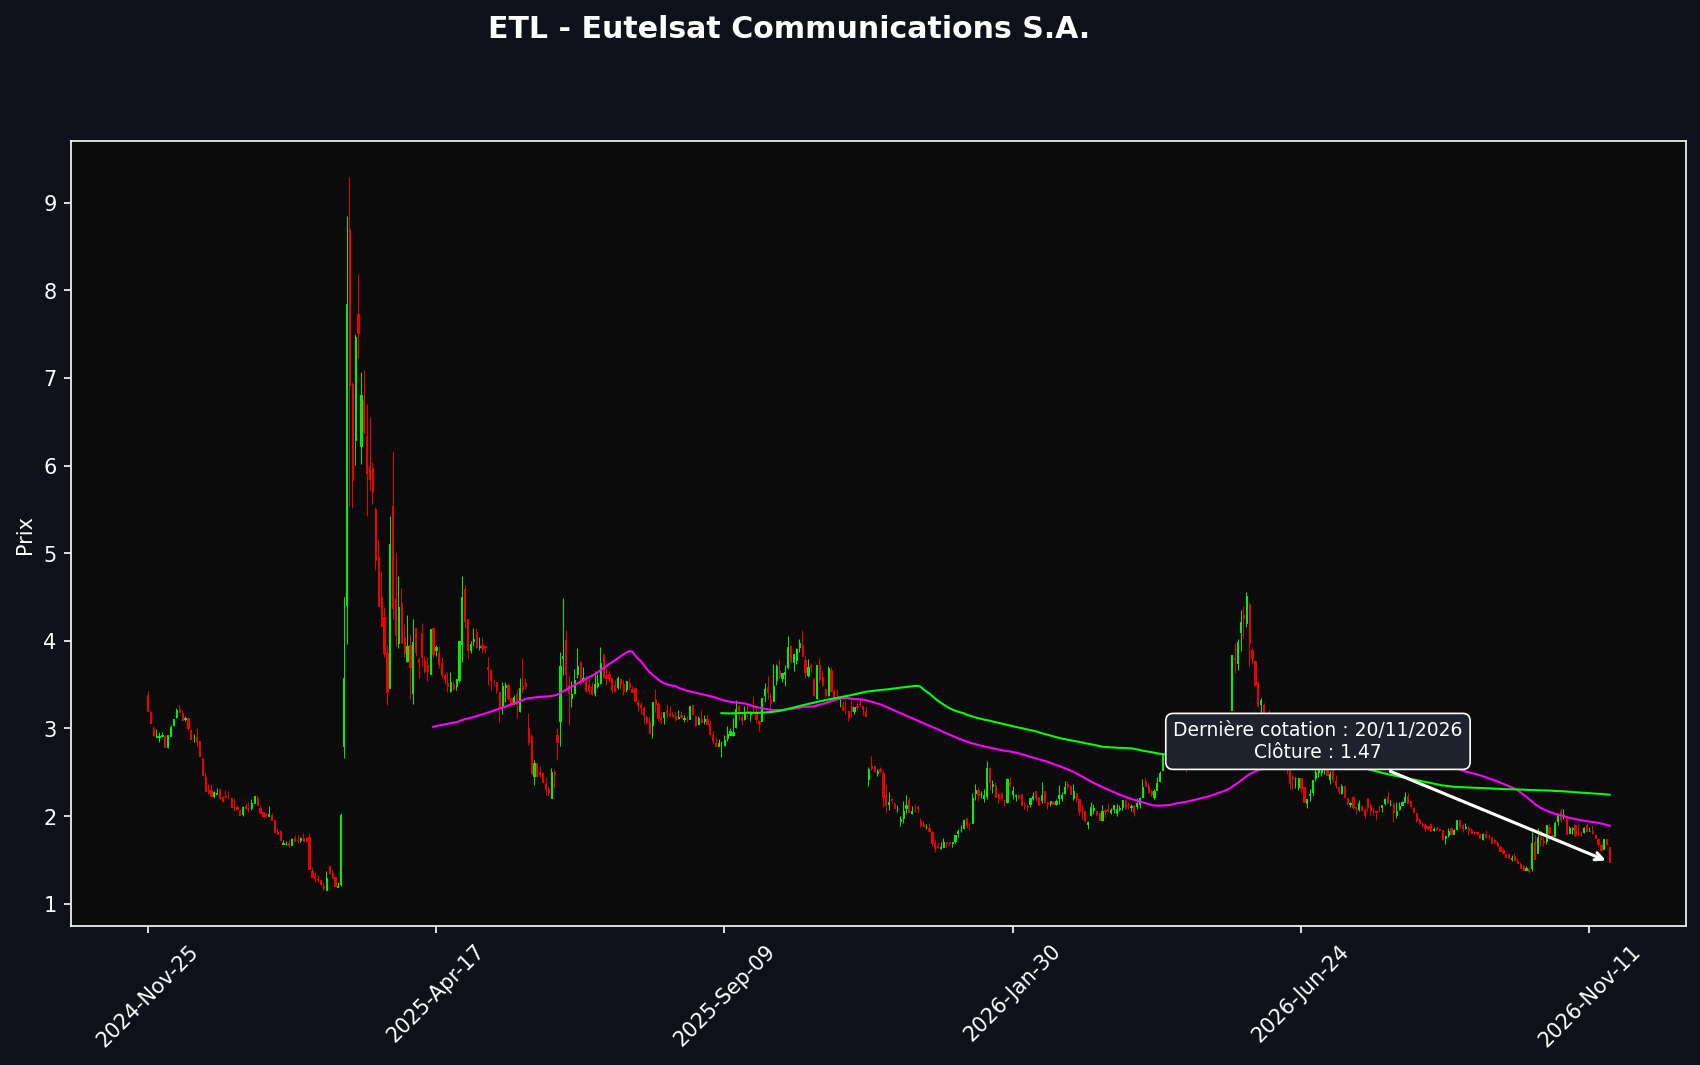 ETL - Eutelsat Communications S.A.
Prix
9
8
7
6
5
4
3
2
1
Dernière cotation : 20/11/2026
Clôture : 1.47
2024-Nov-25
2025-Apr-17
2025-Sep-09
2026-Jan-30
2026-Jun-24
2026-Nov-11